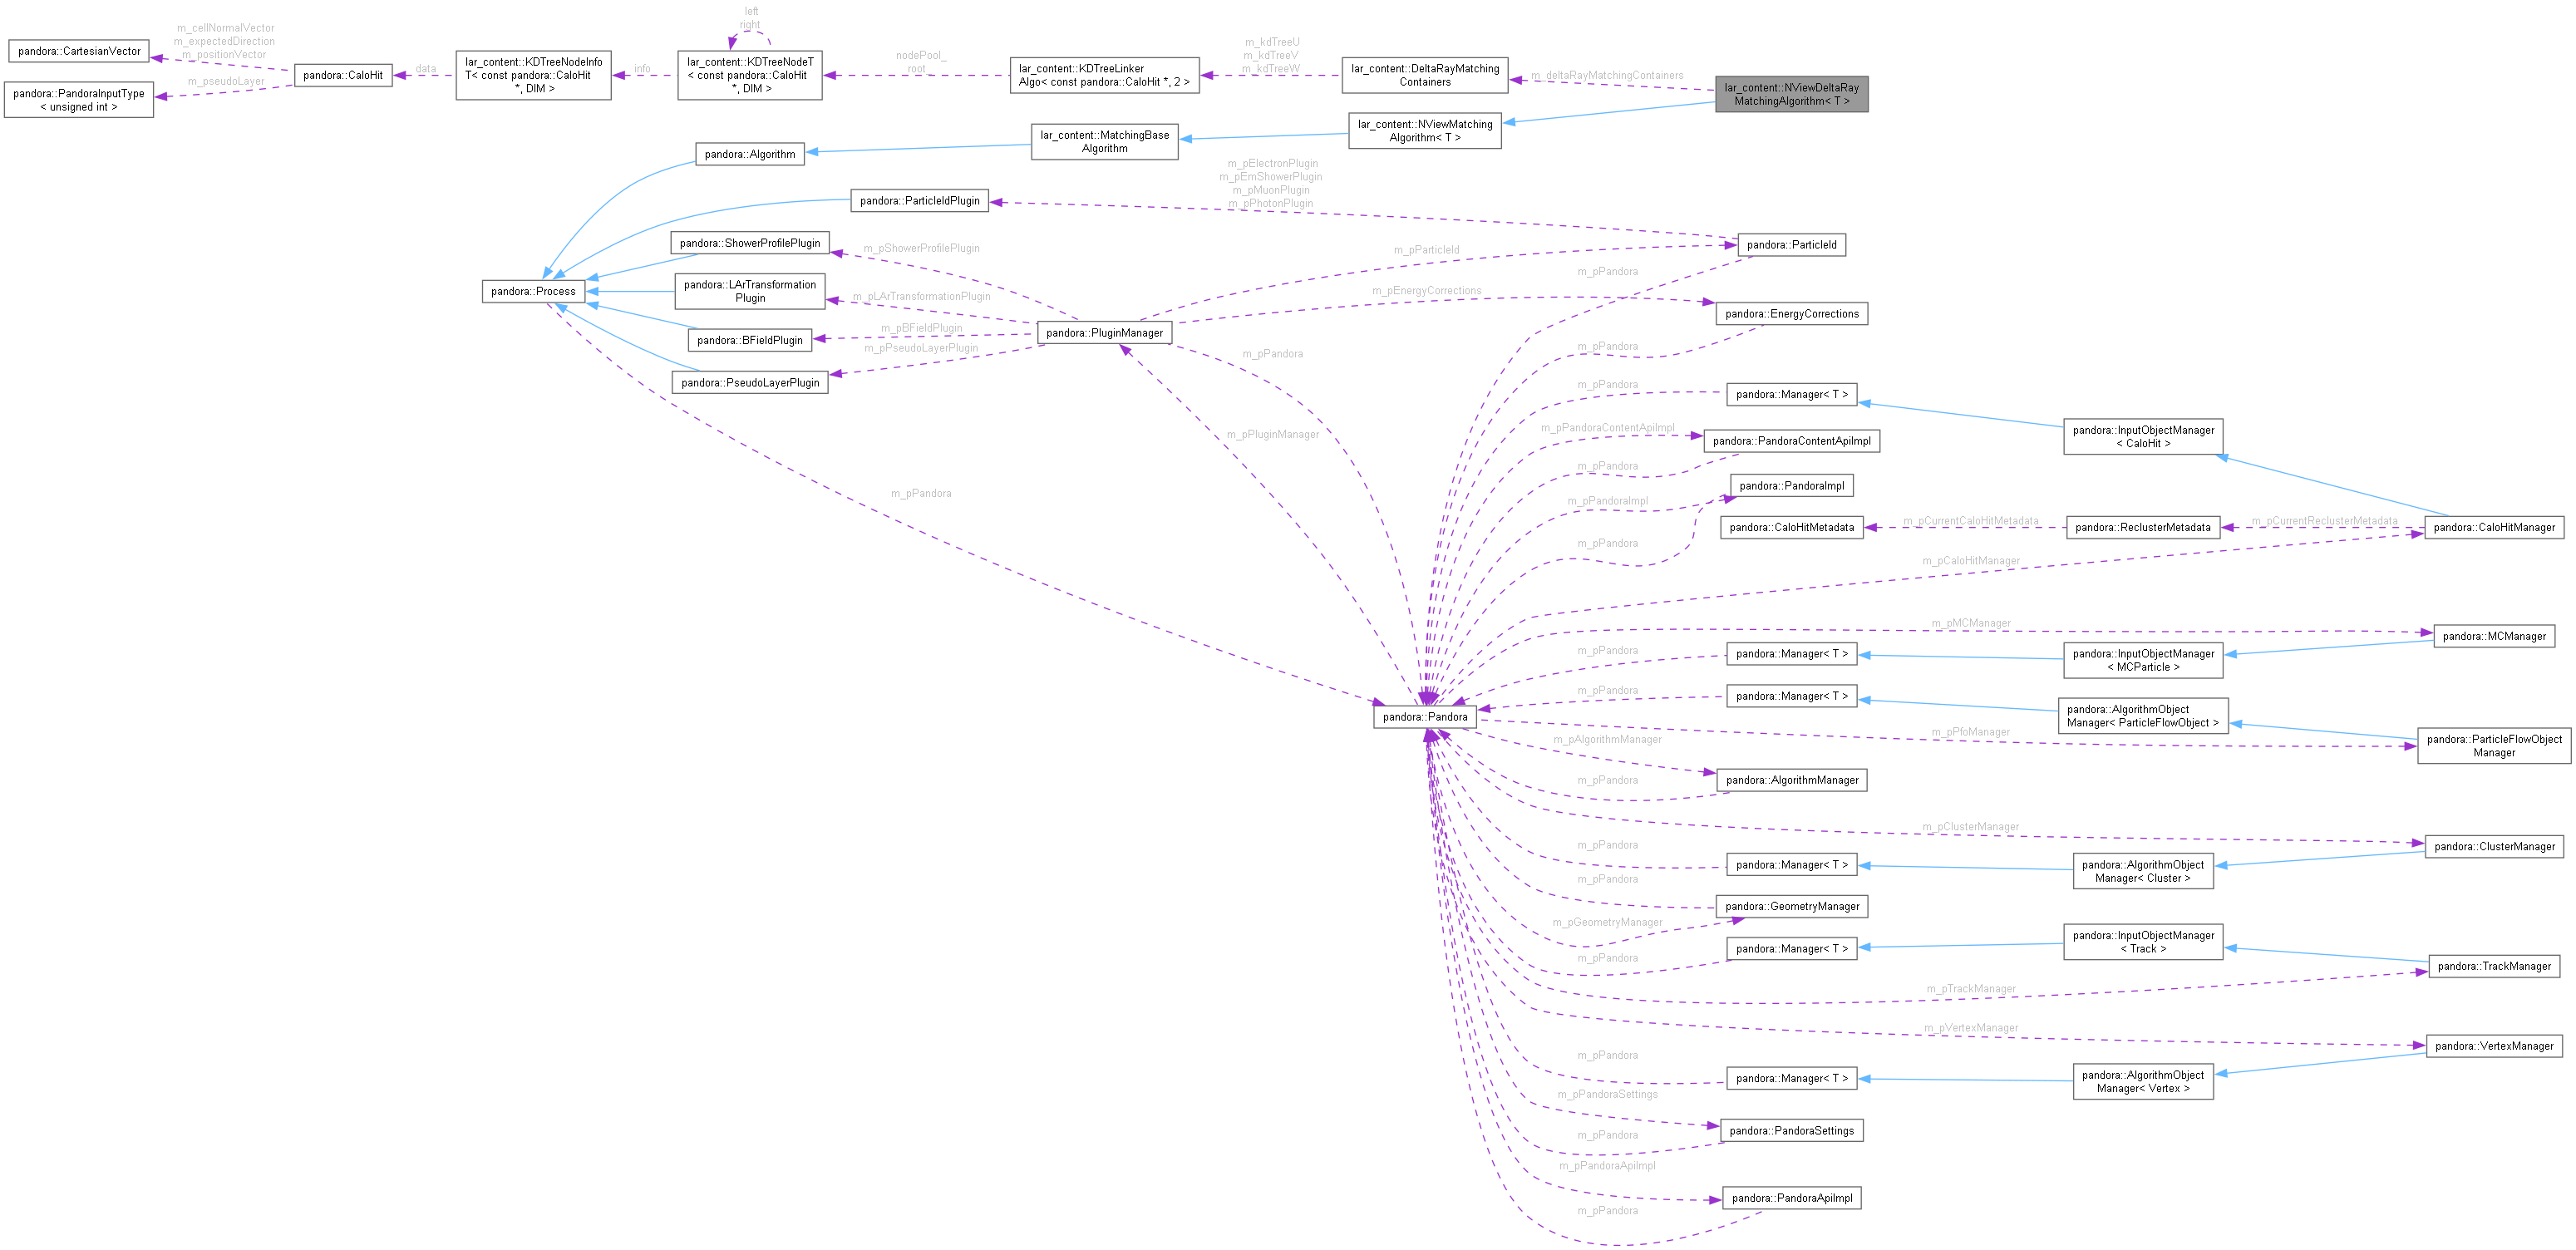 left
right
m_cellNormalVector
m_expectedDirection
m_positionVector
pandora::CartesianVector
m_pseudoLayer
pandora::PandoraInputType
< unsigned int >
pandora::CaloHit
data
lar_content::KDTreeNodeInfo
T< const pandora::CaloHit
*, DIM >
info
lar_content::KDTreeNodeT
< const pandora::CaloHit
*, DIM >
nodePool_
root_
lar_content::KDTreeLinker
Algo< const pandora::CaloHit *, 2 >
m_kdTreeU
m_kdTreeV
m_kdTreeW
lar_content::DeltaRayMatching
Containers
m_deltaRayMatchingContainers
lar_content::NViewDeltaRay
MatchingAlgorithm< T >
pandora::Algorithm
lar_content::MatchingBase
Algorithm
lar_content::NViewMatching
Algorithm< T >
pandora::ParticleIdPlugin
m_pElectronPlugin
m_pEmShowerPlugin
m_pMuonPlugin
m_pPhotonPlugin
pandora::ParticleId
pandora::ShowerProfilePlugin
m_pShowerProfilePlugin
m_pParticleId
m_pPandora
pandora::Process
pandora::LArTransformation
Plugin
m_pLArTransformationPlugin
m_pEnergyCorrections
pandora::EnergyCorrections
pandora::BFieldPlugin
m_pBFieldPlugin
pandora::PluginManager
m_pPseudoLayerPlugin
pandora::PseudoLayerPlugin
m_pPandora
m_pPandora
m_pPandora
pandora::Manager< T >
m_pPluginManager
m_pPandoraContentApiImpl
pandora::PandoraContentApiImpl
pandora::InputObjectManager
< CaloHit >
m_pPandora
m_pPandora
m_pPandoraImpl
pandora::PandoraImpl
pandora::CaloHitMetadata
m_pCurrentCaloHitMetadata
pandora::ReclusterMetadata
m_pCurrentReclusterMetadata
pandora::CaloHitManager
m_pPandora
m_pCaloHitManager
m_pMCManager
pandora::MCManager
m_pPandora
pandora::Manager< T >
pandora::InputObjectManager
< MCParticle >
m_pPandora
pandora::Manager< T >
pandora::AlgorithmObject
Manager< ParticleFlowObject >
pandora::Pandora
m_pPfoManager
pandora::ParticleFlowObject
Manager
m_pAlgorithmManager
m_pPandora
pandora::AlgorithmManager
m_pClusterManager
pandora::ClusterManager
m_pPandora
pandora::Manager< T >
pandora::AlgorithmObject
Manager< Cluster >
m_pPandora
pandora::GeometryManager
m_pGeometryManager
m_pPandora
pandora::Manager< T >
pandora::InputObjectManager
< Track >
pandora::TrackManager
m_pTrackManager
m_pVertexManager
pandora::VertexManager
m_pPandora
pandora::Manager< T >
pandora::AlgorithmObject
Manager< Vertex >
m_pPandoraSettings
m_pPandora
pandora::PandoraSettings
m_pPandoraApiImpl
pandora::PandoraApiImpl
m_pPandora